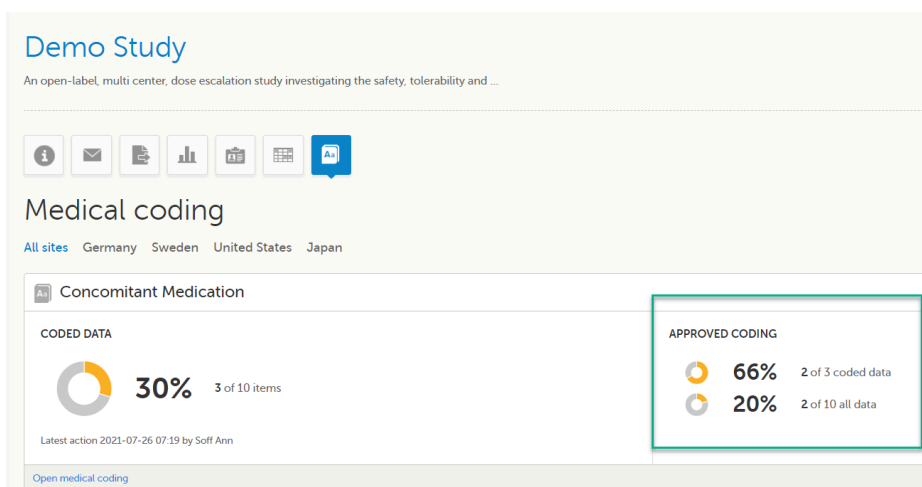 Demo Study
An open-label, multi center, dose escalation study investigating the safety, tolerability and ...
Aa
Medical coding
All sites Germany Sweden United States Japan
Aa Concomitant Medication
CODED DATA
30% 3 of 10 items
Latest action 2021-07-26 07:19 by Soff Ann
APPROVED CODING
66% 2 of 3 coded data
20% 2 of 10 all data
Open medical coding